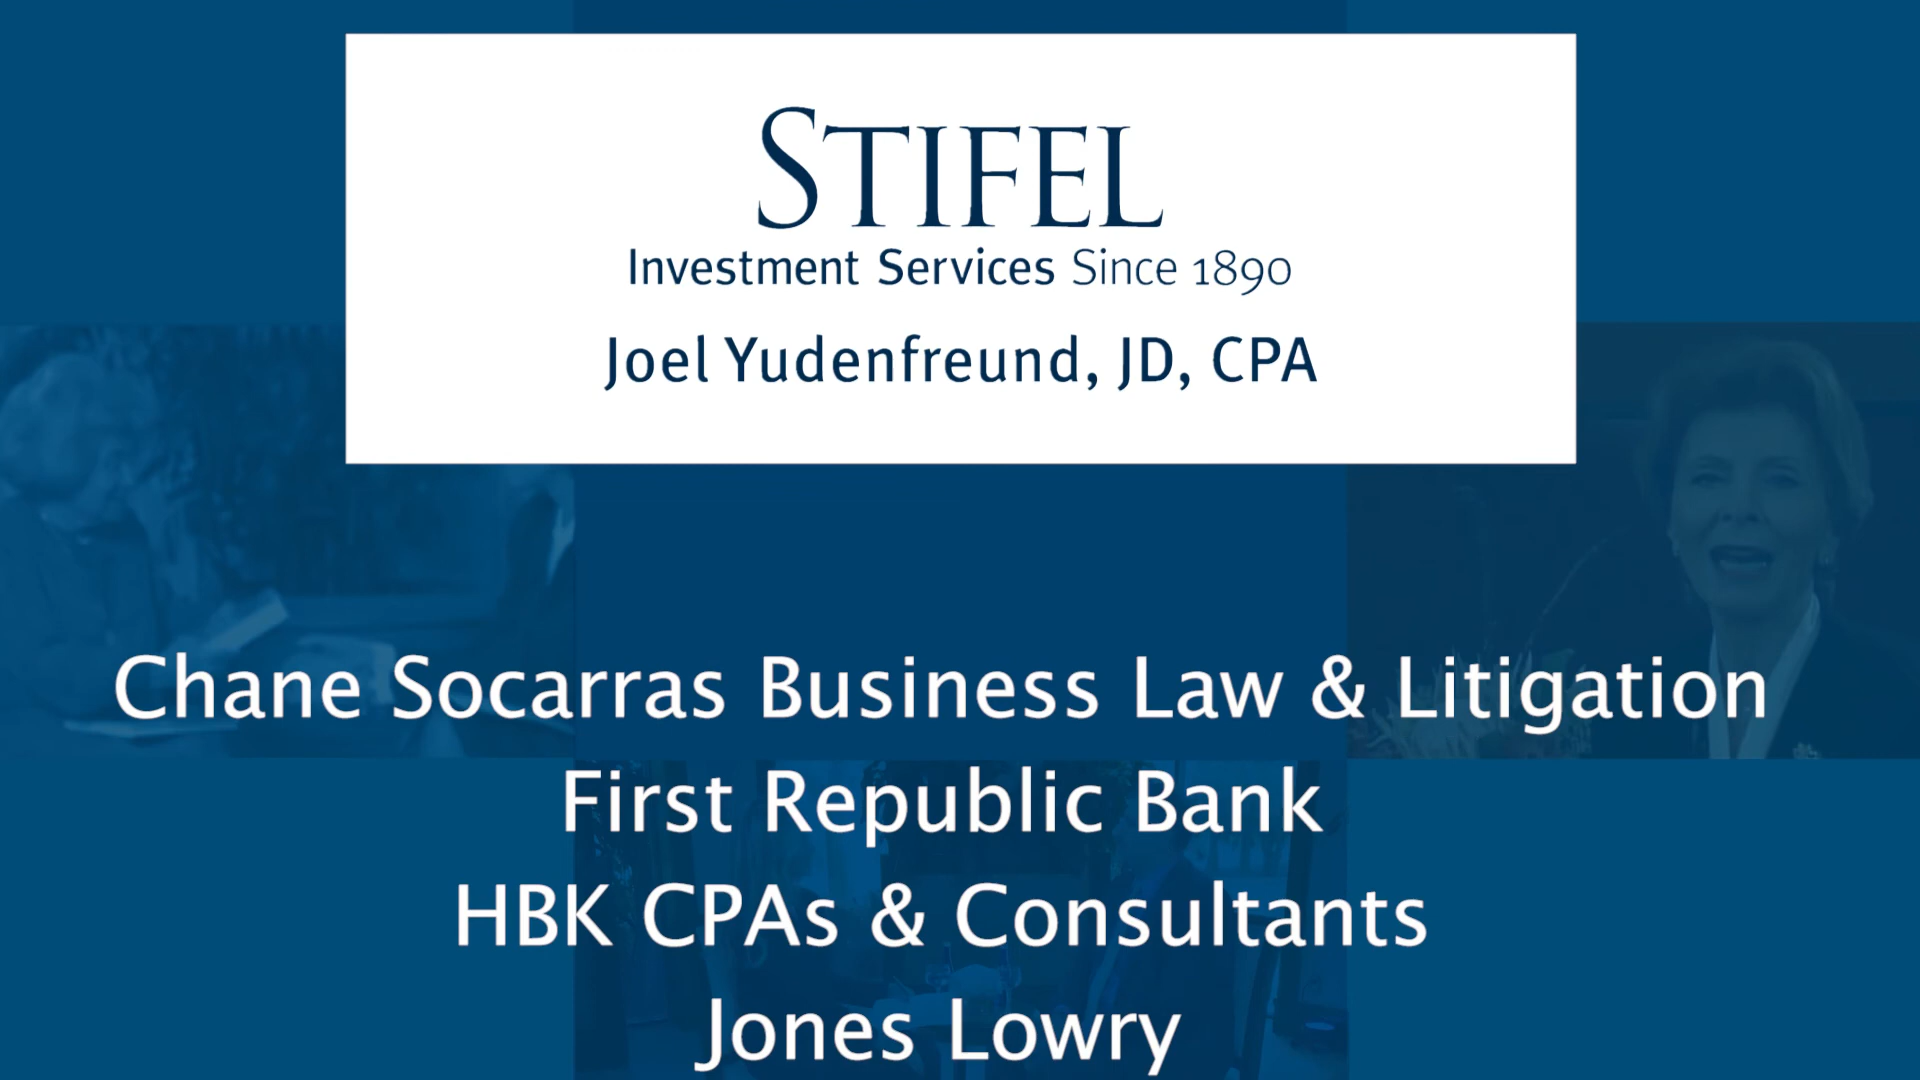 STIFEL
Investment Services Since 1890
Joel Yudenfreund, JD, CPA
Chane Socarras Business Law & Litigation
First Republic Bank
HBK CPAs & Consultants
Jones Lowry